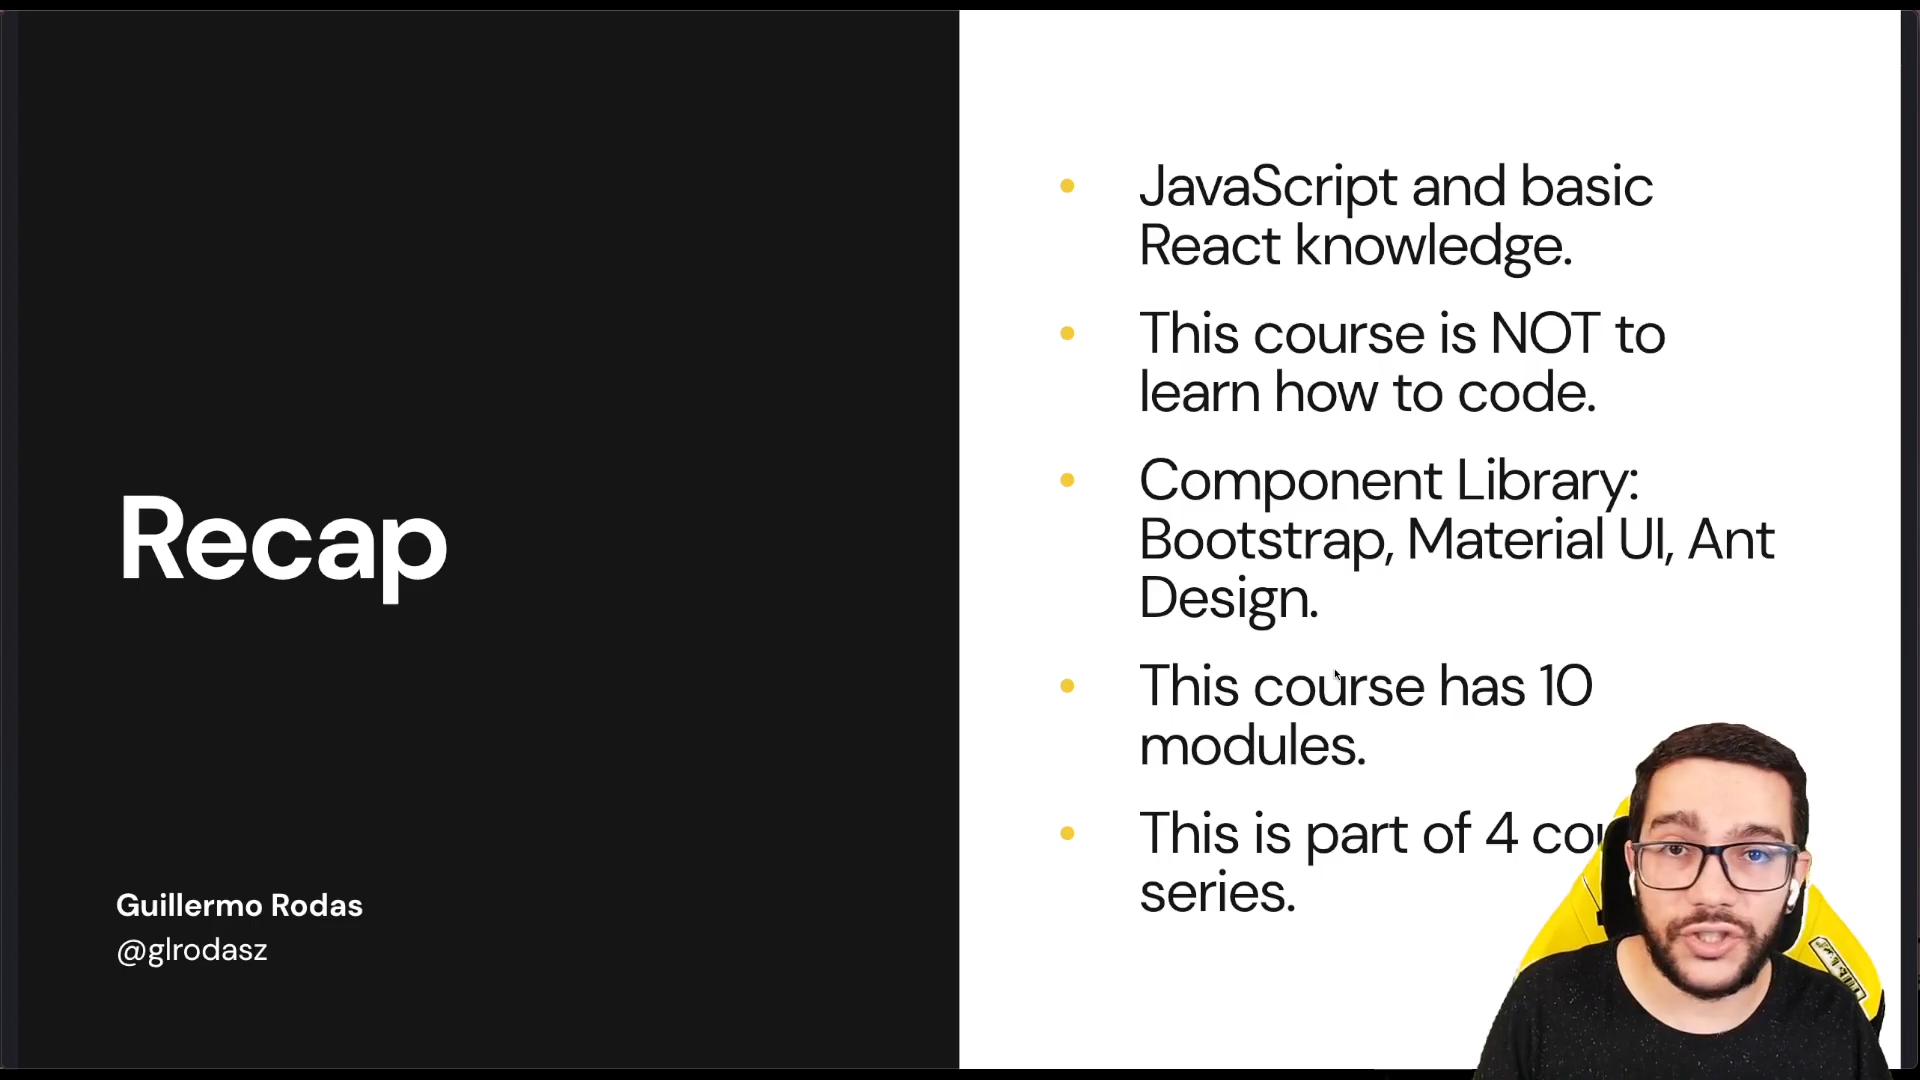 Recap
Guillermo Rodas
@glrodasz
JavaScript and basic
React knowledge.
This course is NOT to
learn how to code.
Component Library:
Bootstrap, Material UI, Ant
Design.
This course has 10
modules.
This is part of 4
series.